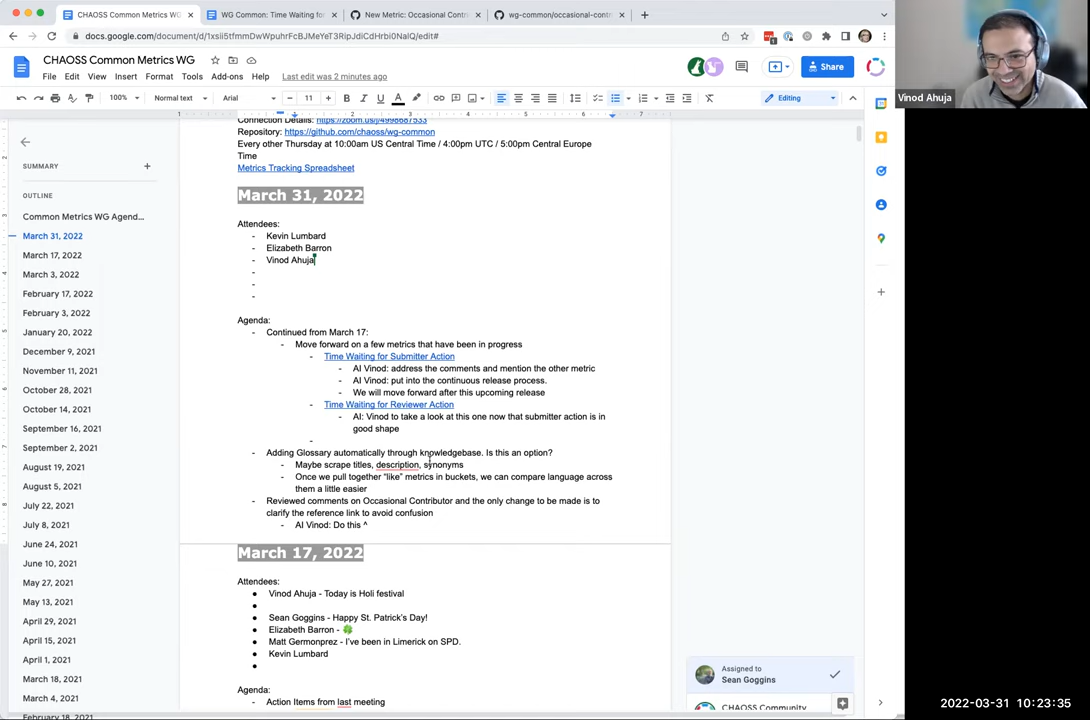 CHAOSS Common Metrics WG
WG Common: Time Waiting for
New Metric: Occasional Contri
wg-common/occasional-contr
docs.google.com/document/d/1xsii5tfmmDwWpuhrFcBJMeYeT3RipJdiCdHrbi0NalQ/edit#
CHAOSS Common Metrics WG
File Edit View Insert Format Tools Add-ons Help Last edit was 2 minutes ago
Share
100% Normal text Arial 11 Editing
Vinod Ahuja
SUMMARY
OUTLINE
Common Metrics WG Agend...
March 31, 2022
March 17, 2022
March 3, 2022
February 17, 2022
February 3, 2022
January 20, 2022
December 9, 2021
November 11, 2021
October 28, 2021
October 14, 2021
September 16, 2021
September 2, 2021
August 19, 2021
August 5, 2021
July 22, 2021
July 8, 2021
June 24, 2021
June 10, 2021
May 27, 2021
May 13, 2021
April 29, 2021
April 15, 2021
April 1, 2021
March 18, 2021
March 4, 2021
February 18, 2021
Connection Details: https://zoom.us/j/4998687533
Repository: https://github.com/chaoss/wg-common
Every other Thursday at 10:00am US Central Time / 4:00pm UTC / 5:00pm Central Europe
Time
Metrics Tracking Spreadsheet
March 31, 2022
Attendees:
- Kevin Lumbard
- Elizabeth Barron
- Vinod Ahuja
-
-
-
Agenda:
- Continued from March 17:
- Move forward on a few metrics that have been in progress
- Time Waiting for Submitter Action
- AI Vinod: address the comments and mention the other metric
- AI Vinod: put into the continuous release process.
- We will move forward after this upcoming release
- Time Waiting for Reviewer Action
- AI: Vinod to take a look at this one now that submitter action is in
good shape
-
- Adding Glossary automatically through knowledgebase. Is this an option?
- Maybe scrape titles, description, synonyms
- Once we pull together “like” metrics in buckets, we can compare language across
them a little easier
- Reviewed comments on Occasional Contributor and the only change to be made is to
clarify the reference link to avoid confusion
- AI Vinod: Do this ^
March 17, 2022
Attendees:
● Vinod Ahuja - Today is Holi festival
●
● Sean Goggins - Happy St. Patrick’s Day!
● Elizabeth Barron - 🍀
● Matt Germonprez - I’ve been in Limerick on SPD.
● Kevin Lumbard
●
Agenda:
- Action Items from last meeting
Assigned to
Sean Goggins
CHAOSS Community
2022-03-31 10:23:35